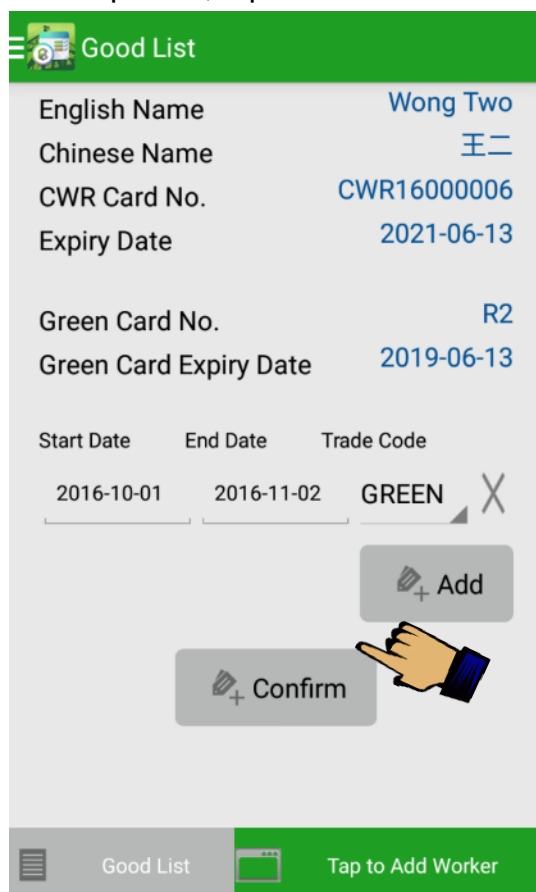 Good List
English Name Wong Two
Chinese Name 王二
CWR Card No. CWR16000006
Expiry Date 2021-06-13
Green Card No. R2
Green Card Expiry Date 2019-06-13
Start Date End Date Trade Code
2016-10-01 2016-11-02 GREEN X
Add
Confirm
Good List Tap to Add Worker